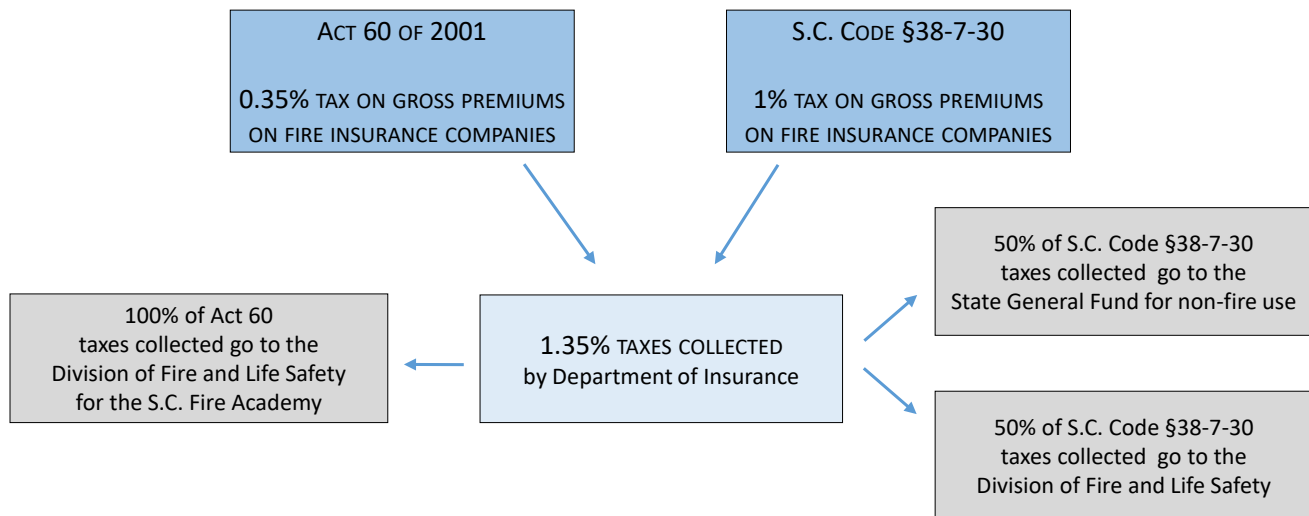 ACT 60 OF 2001
0.35% TAX ON GROSS PREMIUMS
ON FIRE INSURANCE COMPANIES
S.C. CODE §38-7-30
1% TAX ON GROSS PREMIUMS
ON FIRE INSURANCE COMPANIES
100% of Act 60
taxes collected go to the
Division of Fire and Life Safety
for the S.C. Fire Academy
1.35% TAXES COLLECTED
by Department of Insurance
50% of S.C. Code §38-7-30
taxes collected go to the
State General Fund for non-fire use
50% of S.C. Code §38-7-30
taxes collected go to the
Division of Fire and Life Safety